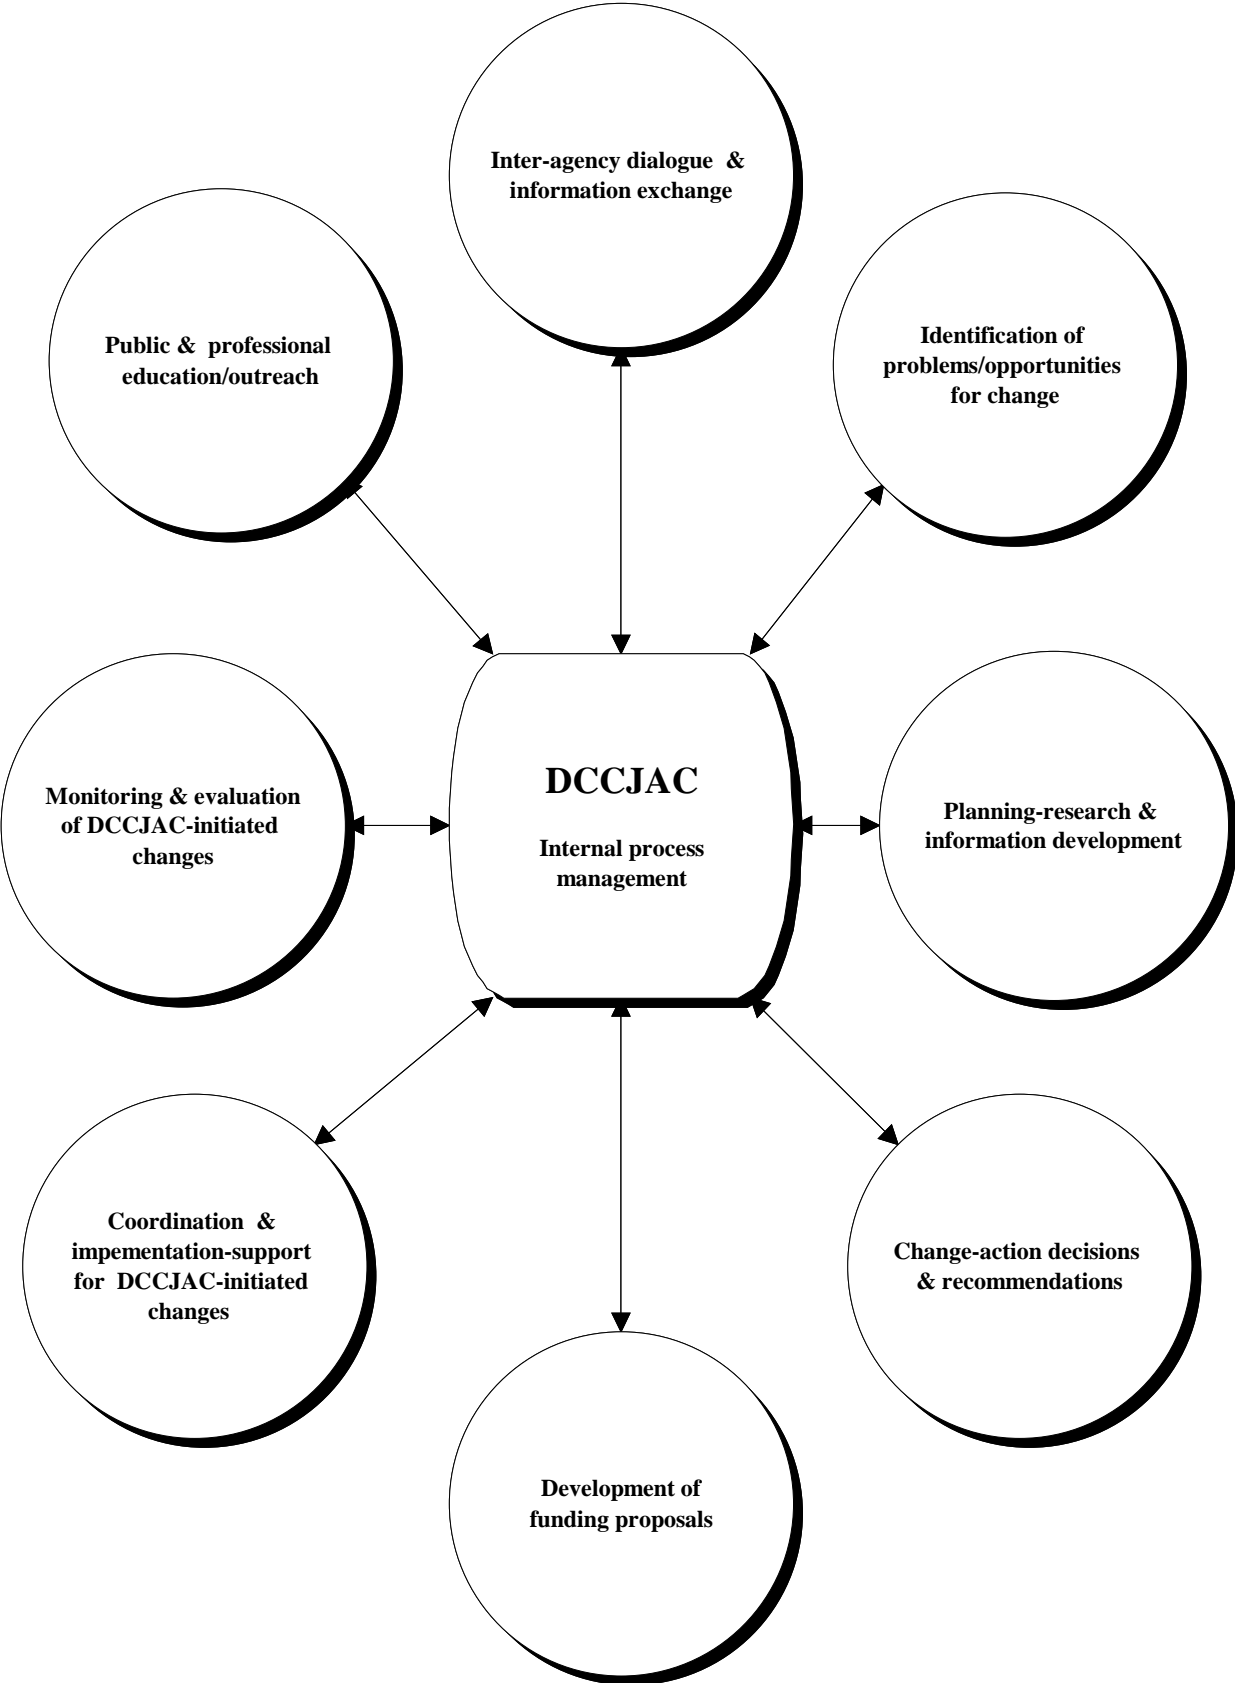 Inter-agency dialogue &
information exchange
Public & professional
education/outreach
Identification of
problems/opportunities
for change
DCCJAC
Internal process
management
Monitoring & evaluation
of DCCJAC-initiated
changes
Planning-research &
information development
Coordination &
impementation-support
for DCCJAC-initiated
changes
Change-action decisions
& recommendations
Development of
funding proposals